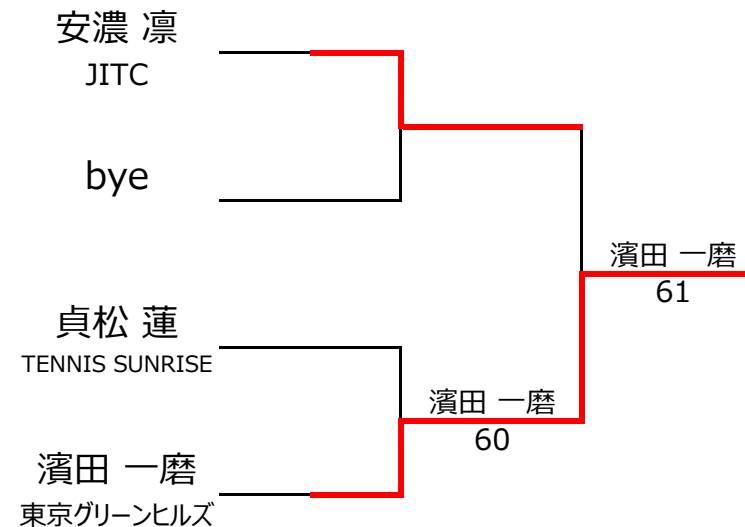 安濃 凛
JITC
bye
貞松 蓮
TENNIS SUNRISE
濱田 一磨
東京グリーンヒルズ
濱田 一磨
60
濱田 一磨
61